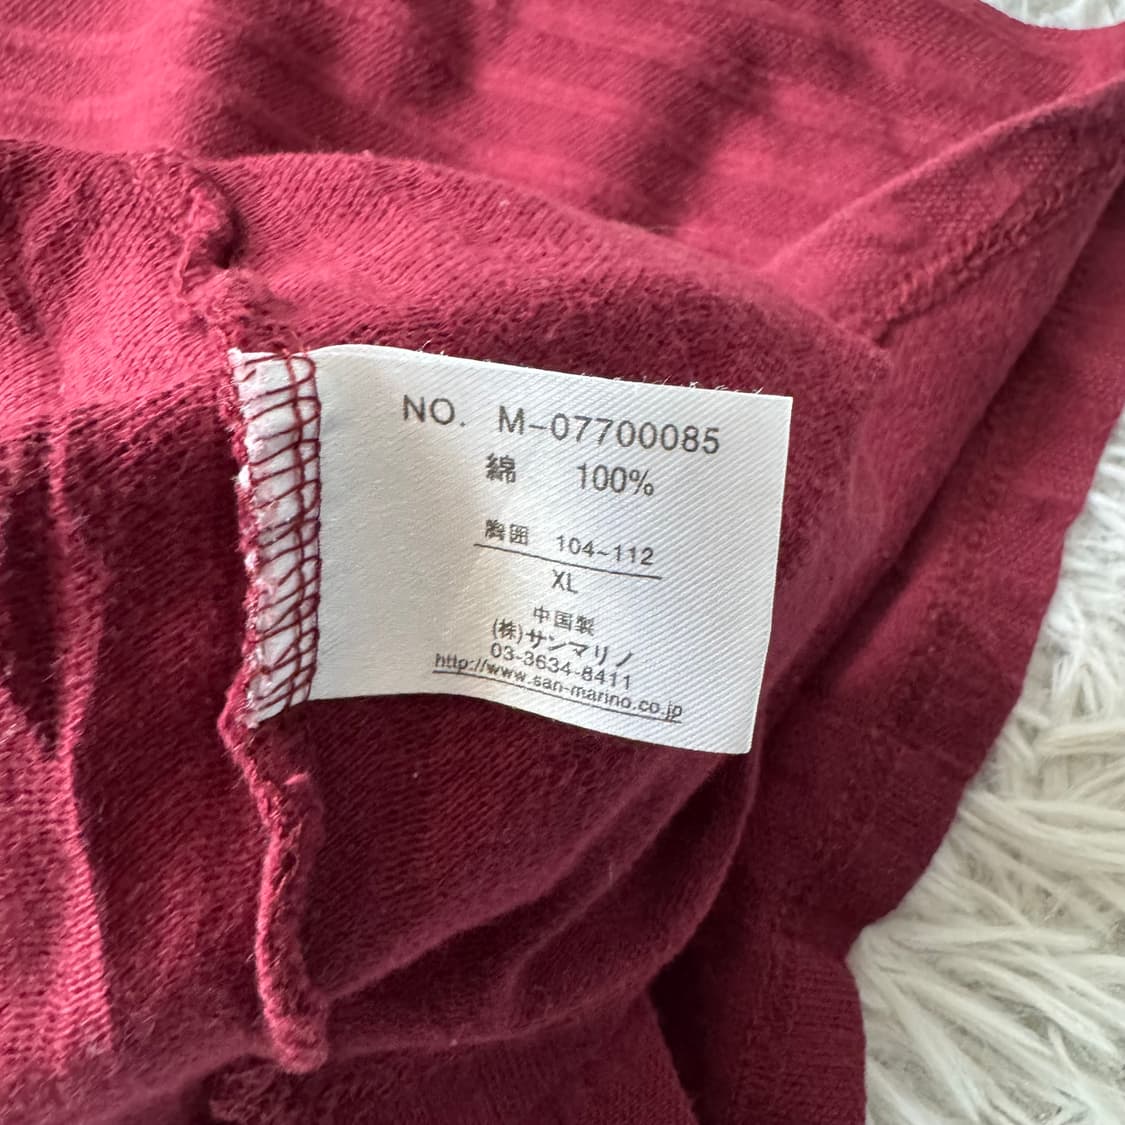 NO. M-07700085
綿 100%
胸囲 104~112
XL
中国製
(株)サンマリノ
03-3634-8411
http://www.san-marino.co.jp